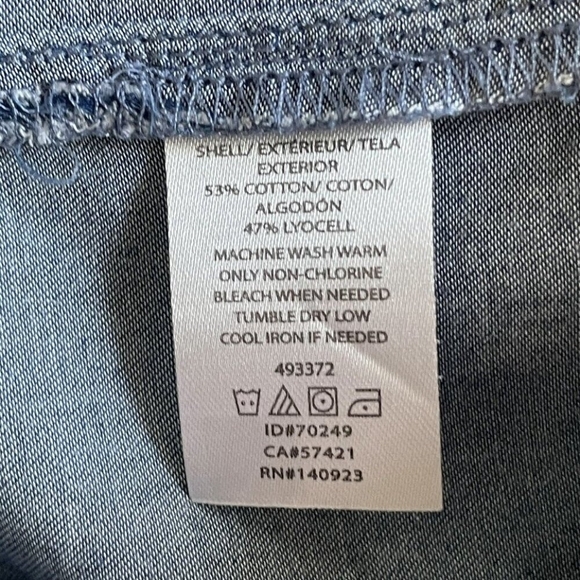 SHELL/ EXTÉRIEUR/ TELA
EXTERIOR
53% COTTON/ COTON/
ALGODÓN
47% LYOCELL
MACHINE WASH WARM
ONLY NON-CHLORINE
BLEACH WHEN NEEDED
TUMBLE DRY LOW
COOL IRON IF NEEDED
493372
ID#70249
CA#57421
RN#140923